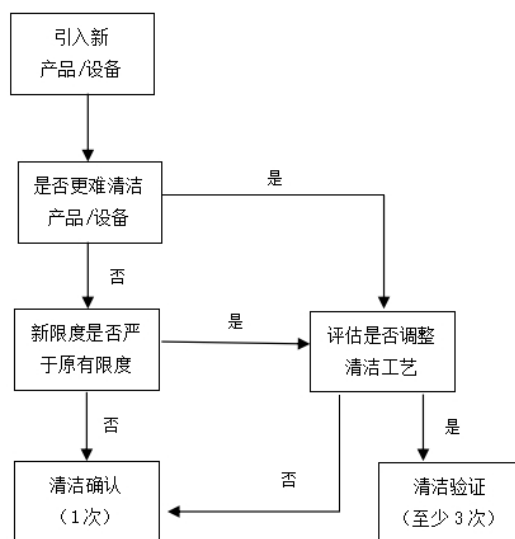 引入新
产品/设备
是否更难清洁
产品/设备
是
否
新限度是否严
于原有限度
是
评估是否调整
清洁工艺
否
是
清洁确认
（1次）
否
清洁验证
（至少3次）